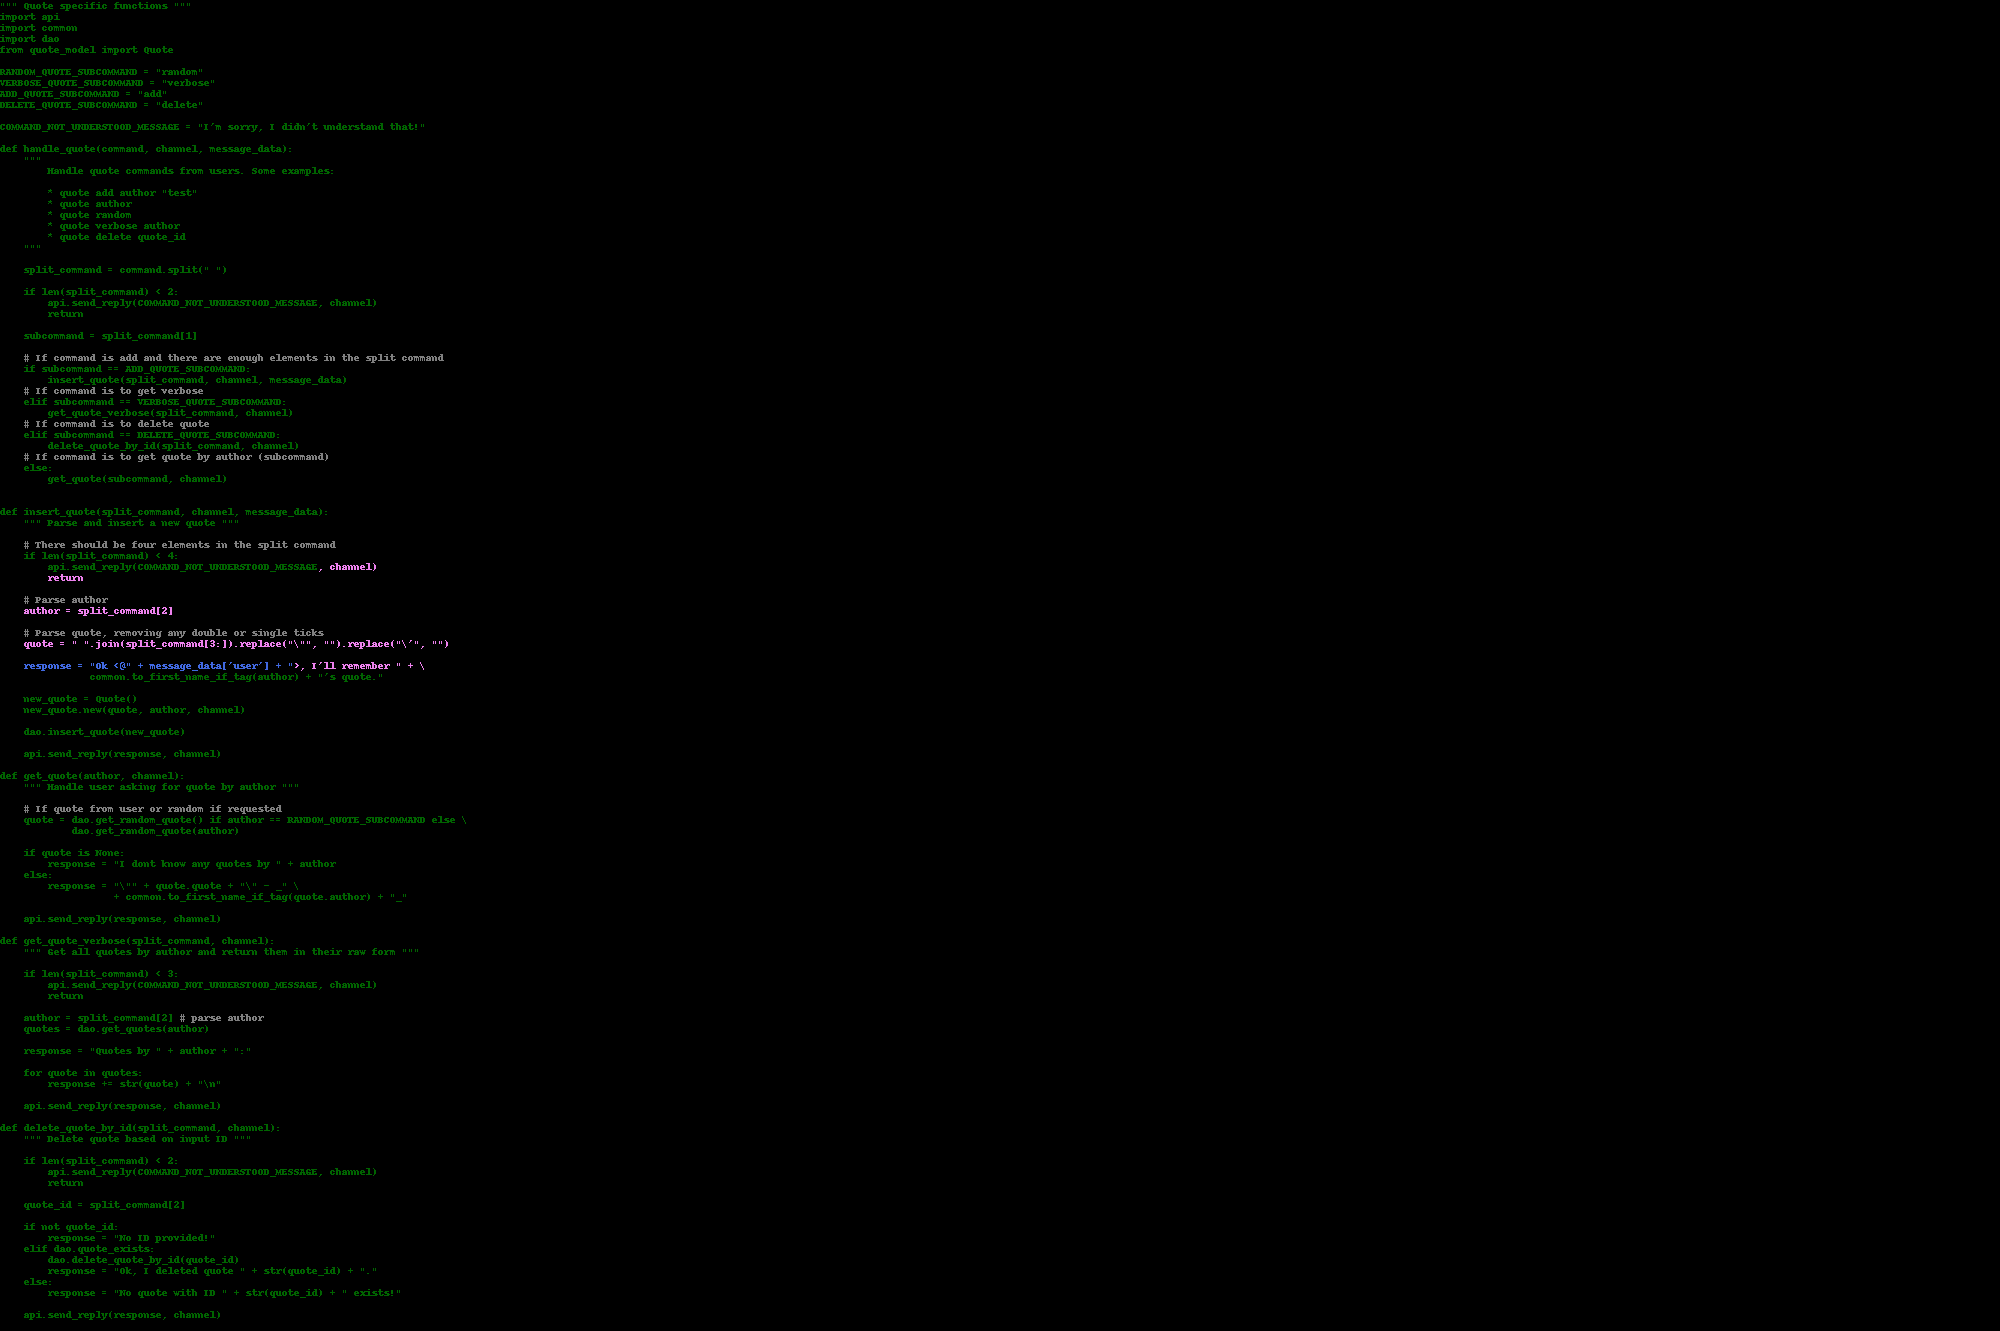 """ Quote specific functions """
import api
import common
import dao
from quote_model import Quote

RANDOM_QUOTE_SUBCOMMAND = "random"
VERBOSE_QUOTE_SUBCOMMAND = "verbose"
ADD_QUOTE_SUBCOMMAND = "add"
DELETE_QUOTE_SUBCOMMAND = "delete"

COMMAND_NOT_UNDERSTOOD_MESSAGE = "I'm sorry, I didn't understand that!"

def handle_quote(command, channel, message_data):
    """
        Handle quote commands from users. Some examples:

        * quote add author "test"
        * quote author
        * quote random
        * quote verbose author
        * quote delete quote_id
    """

    split_command = command.split(" ")

    if len(split_command) < 2:
        api.send_reply(COMMAND_NOT_UNDERSTOOD_MESSAGE, channel)
        return

    subcommand = split_command[1]

    # If command is add and there are enough elements in the split command
    if subcommand == ADD_QUOTE_SUBCOMMAND:
        insert_quote(split_command, channel, message_data)
    # If command is to get verbose
    elif subcommand == VERBOSE_QUOTE_SUBCOMMAND:
        get_quote_verbose(split_command, channel)
    # If command is to delete quote
    elif subcommand == DELETE_QUOTE_SUBCOMMAND:
        delete_quote_by_id(split_command, channel)
    # If command is to get quote by author (subcommand)
    else:
        get_quote(subcommand, channel)


def insert_quote(split_command, channel, message_data):
    """ Parse and insert a new quote """

    # There should be four elements in the split command
    if len(split_command) < 4:
        api.send_reply(COMMAND_NOT_UNDERSTOOD_MESSAGE, channel)
        return

    # Parse author
    author = split_command[2]

    # Parse quote, removing any double or single ticks
    quote = " ".join(split_command[3:]).replace("\"", "").replace("\'", "")

    response = "Ok <@" + message_data['user'] + ">, I'll remember " + \
               common.to_first_name_if_tag(author) + "'s quote."

    new_quote = Quote()
    new_quote.new(quote, author, channel)

    dao.insert_quote(new_quote)

    api.send_reply(response, channel)

def get_quote(author, channel):
    """ Handle user asking for quote by author """

    # If quote from user or random if requested
    quote = dao.get_random_quote() if author == RANDOM_QUOTE_SUBCOMMAND else \
            dao.get_random_quote(author)

    if quote is None:
        response = "I dont know any quotes by " + author
    else:
        response = "\"" + quote.quote + "\" - _" \
                   + common.to_first_name_if_tag(quote.author) + "_"

    api.send_reply(response, channel)

def get_quote_verbose(split_command, channel):
    """ Get all quotes by author and return them in their raw form """

    if len(split_command) < 3:
        api.send_reply(COMMAND_NOT_UNDERSTOOD_MESSAGE, channel)
        return

    author = split_command[2] # parse author
    quotes = dao.get_quotes(author)

    response = "Quotes by " + author + ":"

    for quote in quotes:
        response += str(quote) + "\n"

    api.send_reply(response, channel)

def delete_quote_by_id(split_command, channel):
    """ Delete quote based on input ID """

    if len(split_command) < 2:
        api.send_reply(COMMAND_NOT_UNDERSTOOD_MESSAGE, channel)
        return

    quote_id = split_command[2]

    if not quote_id:
        response = "No ID provided!"
    elif dao.quote_exists:
        dao.delete_quote_by_id(quote_id)
        response = "Ok, I deleted quote " + str(quote_id) + "."
    else:
        response = "No quote with ID " + str(quote_id) + " exists!"

    api.send_reply(response, channel)